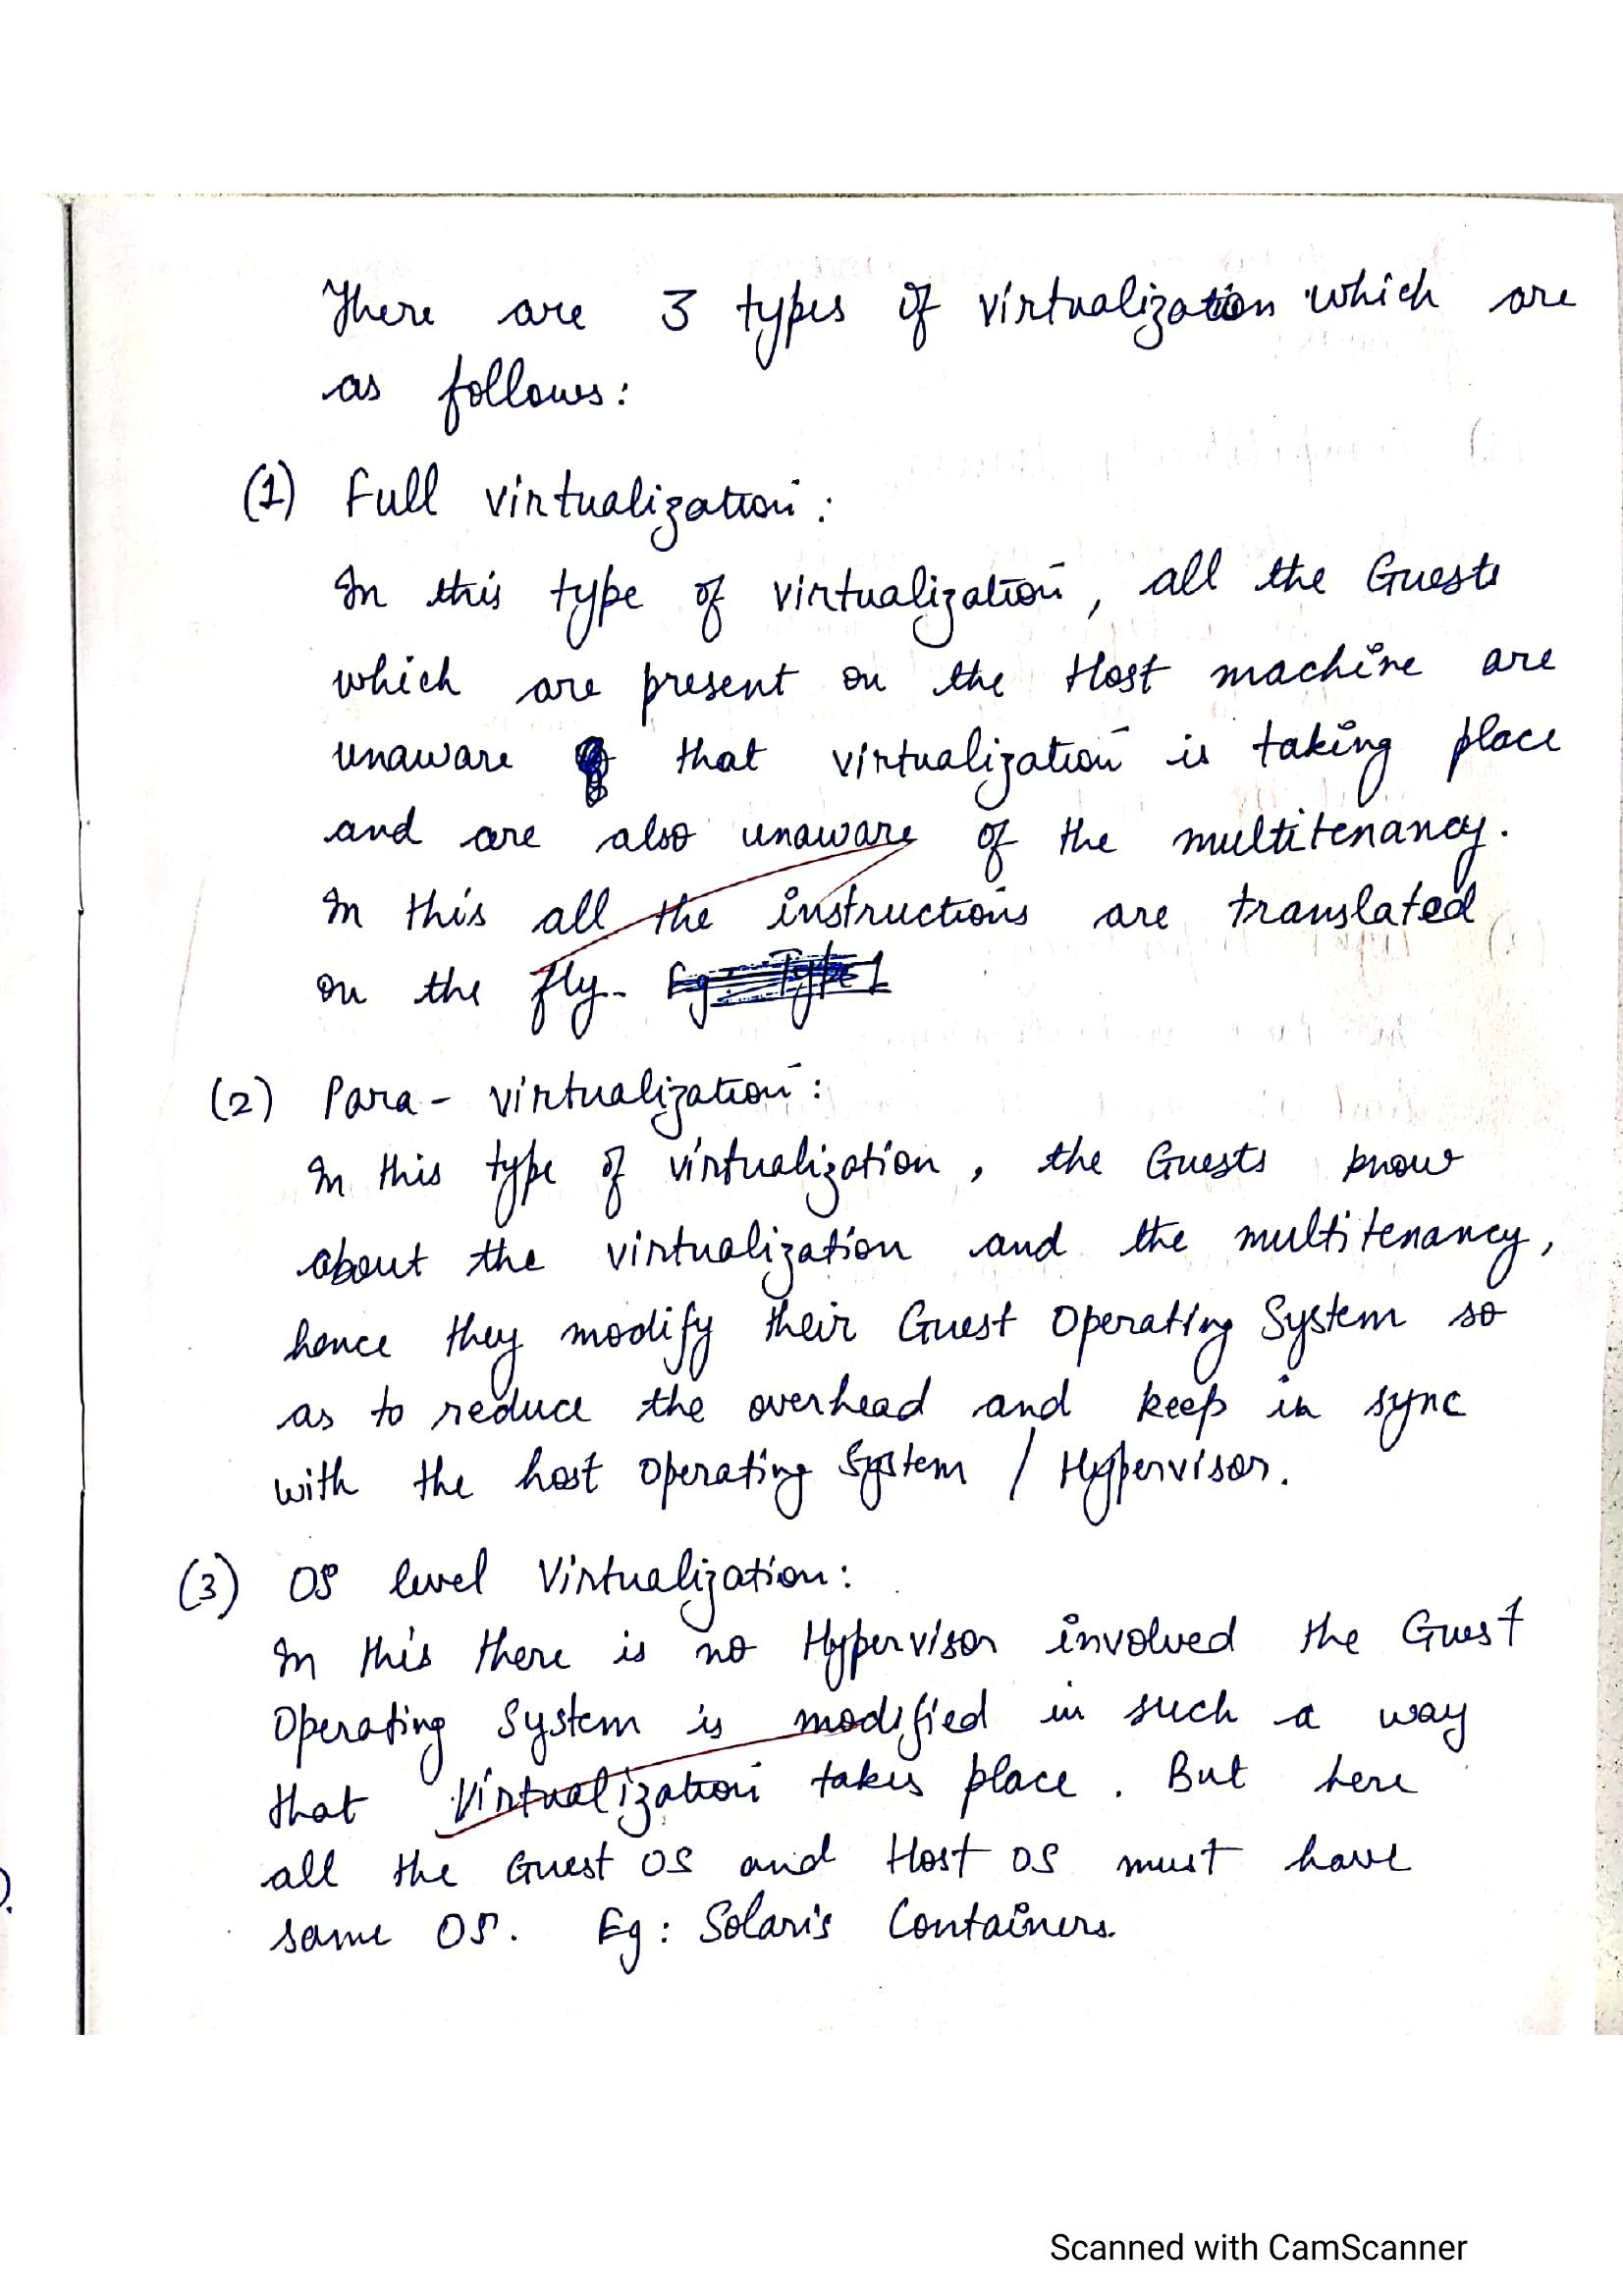 There are 3 types of virtualization which are
as follows:
(1) Full virtualization:
In this type of virtualization, all the Guests
which are present on the Host machine are
unaware that virtualization is taking place
and are also unaware of the multitenancy.
In this all the instructions are translated
on the fly.
(2) Para-virtualization:
In this type of virtualization, the Guests know
about the virtualization and the multitenancy,
hence they modify their Guest Operating System so
as to reduce the overhead and keep in sync
with the host operating System / Hypervisor.
(3) OS level Virtualization:
In this there is no Hypervisor involved the Guest
Operating System is modified in such a way
that Virtualization takes place. But here
all the Guest OS and Host OS must have
same OS. Eg: Solaris Containers.
Scanned with CamScanner